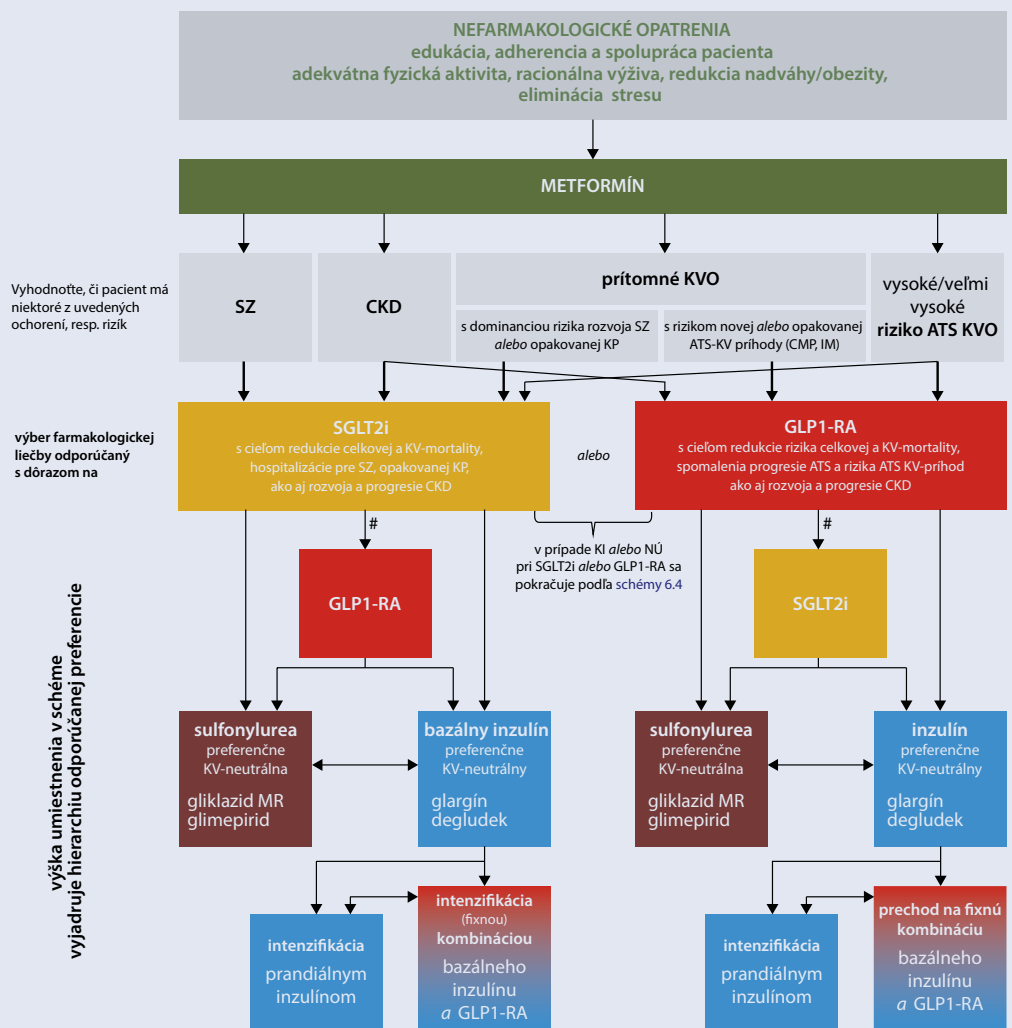 NEFARMAKOLOGICKÉ OPATRENIA
edukácia, adherencia a spolupráca pacienta
adekvátna fyzická aktivita, racionálna výživa, redukcia nadváhy/obezity,
eliminácia stresu
METFORMÍN
Vyhodnoťte, či pacient má
niektoré z uvedených
ochorení, resp. rizík
SZ
CKD
prítomné KVO
s dominanciou rizika rozvoja SZ
alebo opakovanej KP
s rizikom novej alebo opakovanej
ATS-KV príhody (CMP, IM)
vysoké/veľmi
vysoké
riziko ATS KVO
výber farmakologickej
liečby odporúčaný
s dôrazom na
SGLT2i
s cieľom redukcie celkovej a KV-mortality,
hospitalizácie pre SZ, opakovanej KP,
ako aj rozvoja a progresie CKD
alebo
GLP1-RA
s cieľom redukcie rizika celkovej a KV-mortality,
spomalenia progresie ATS a rizika ATS KV-príhod
ako aj rozvoja a progresie CKD
#
#
v prípade KI alebo NÚ
pri SGLT2i alebo GLP1-RA sa
pokračuje podľa schémy 6.4
GLP1-RA
SGLT2i
výška umiestnenia v schéme
vyjadruje hierarchiu odporúčanej preferencie
sulfonylurea
preferenčne
KV-neutrálna
gliklazid MR
glimepirid
bazálny inzulín
preferenčne
KV-neutrálny
glargín
degludek
sulfonylurea
preferenčne
KV-neutrálna
gliklazid MR
glimepirid
inzulín
preferenčne
KV-neutrálny
glargín
degludek
intenzifikácia
prandiálnym
inzulínom
intenzifikácia
(fixnou)
kombináciou
bazálneho
inzulínu
a GLP1-RA
intenzifikácia
prandiálnym
inzulínom
prechod na fixnú
kombináciu
bazálneho
inzulínu
a GLP1-RA